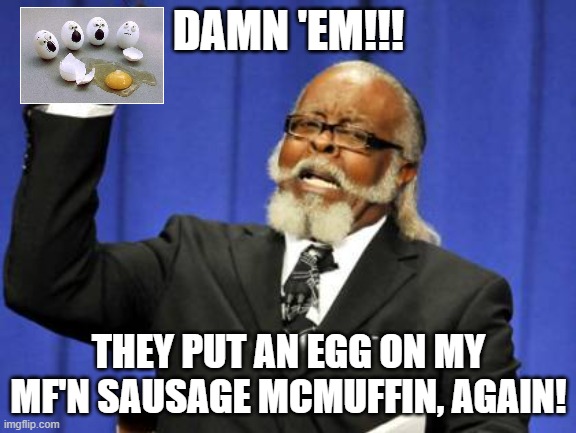 DAMN 'EM!!!
THEY PUT AN EGG ON MY
MF'N SAUSAGE MCMUFFIN, AGAIN!
imgflip.com